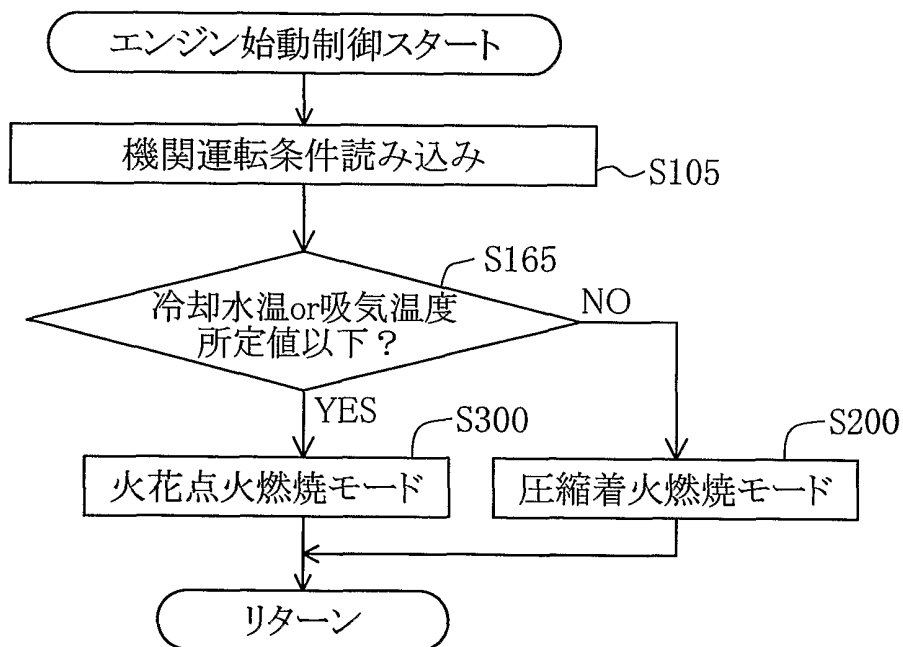 エンジン始動制御スタート
機関運転条件読み込み
S105
S165
冷却水温or吸気温度
所定値以下？
NO
YES
S300
S200
火花点火燃焼モード
圧縮着火燃焼モード
リターン